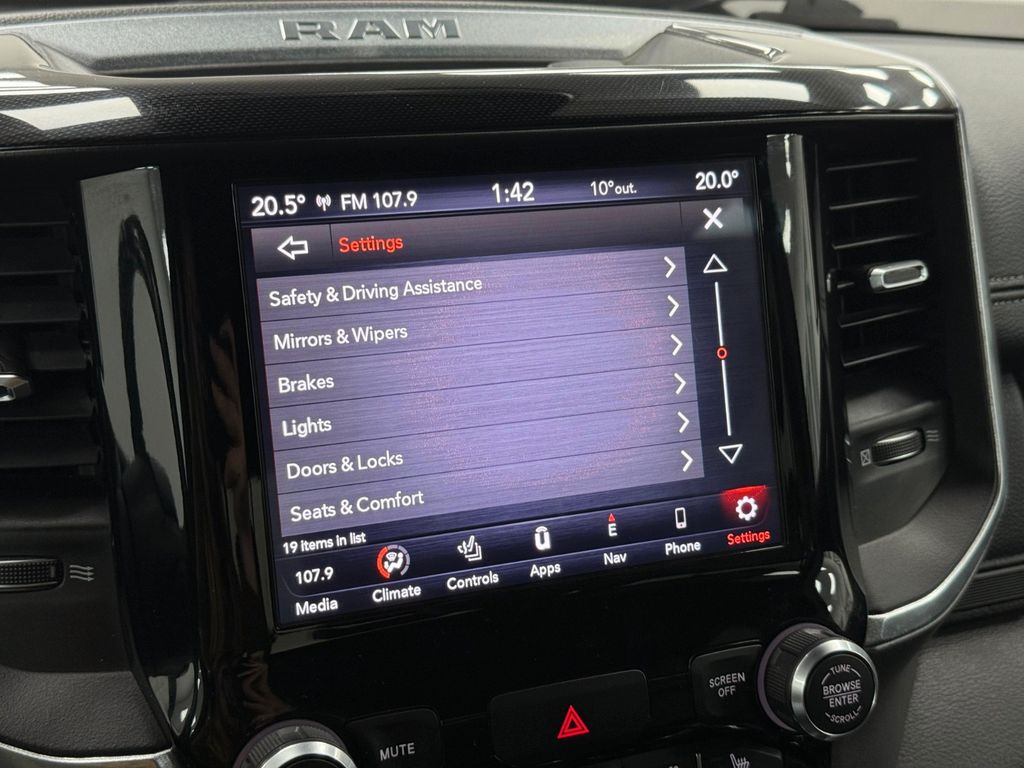 RAM
20.5° FM 107.9 1:42 10°out. 20.0°
Settings
Safety & Driving Assistance
Mirrors & Wipers
Brakes
Lights
Doors & Locks
Seats & Comfort
19 items in list
107.9 E
Media Climate Controls Apps Nav Phone Settings
SCREEN
OFF
TUNE
BROWSE
ENTER
SCROLL
MUTE